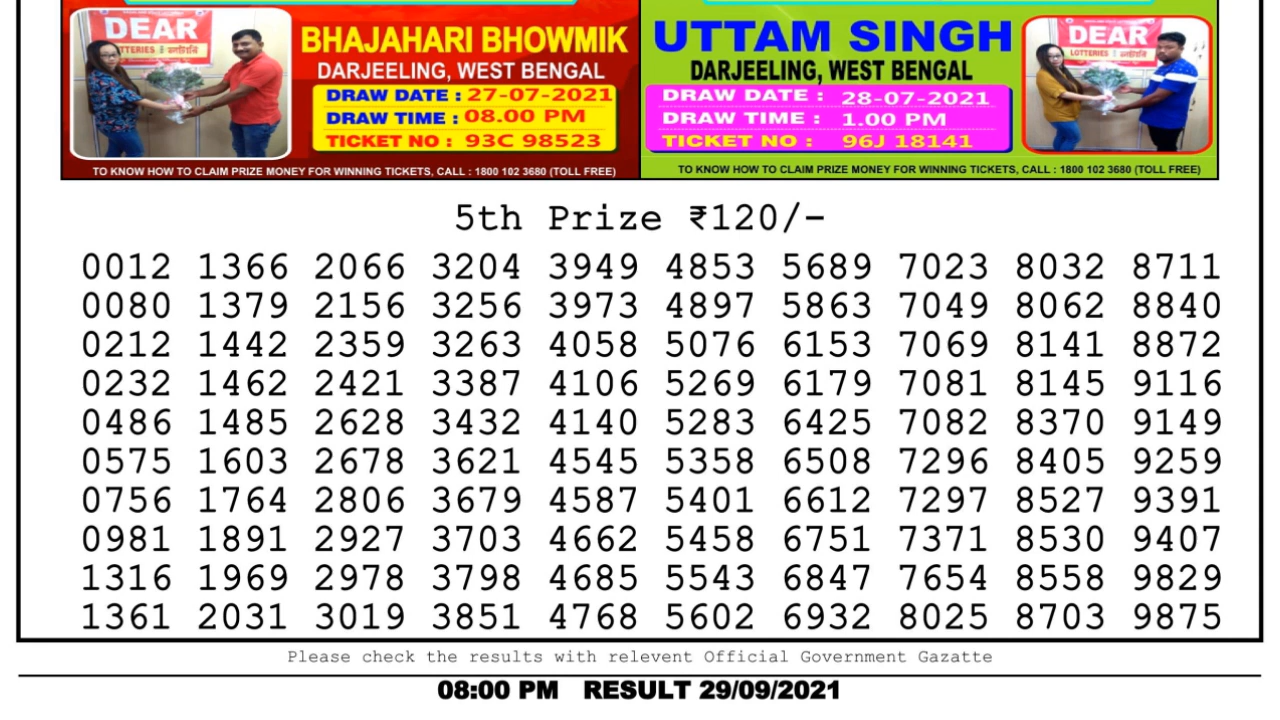 DEAR
LOTTERIES
BHAJAHARI BHOWMIK
DARJEELING, WEST BENGAL
DRAW DATE : 27-07-2021
DRAW TIME : 08.00 PM
TICKET NO : 93C 98523
TO KNOW HOW TO CLAIM PRIZE MONEY FOR WINNING TICKETS, CALL : 1800 102 3680 (TOLL FREE)
UTTAM SINGH
DARJEELING, WEST BENGAL
DRAW DATE : 28-07-2021
DRAW TIME : 1.00 PM
TICKET NO : 96J 18141
DEAR
LOTTERIES
TO KNOW HOW TO CLAIM PRIZE MONEY FOR WINNING TICKETS, CALL : 1800 102 3680 (TOLL FREE)
5th Prize ₹120/-
0012 1366 2066 3204 3949 4853 5689 7023 8032 8711
0080 1379 2156 3256 3973 4897 5863 7049 8062 8840
0212 1442 2359 3263 4058 5076 6153 7069 8141 8872
0232 1462 2421 3387 4106 5269 6179 7081 8145 9116
0486 1485 2628 3432 4140 5283 6425 7082 8370 9149
0575 1603 2678 3621 4545 5358 6508 7296 8405 9259
0756 1764 2806 3679 4587 5401 6612 7297 8527 9391
0981 1891 2927 3703 4662 5458 6751 7371 8530 9407
1316 1969 2978 3798 4685 5543 6847 7654 8558 9829
1361 2031 3019 3851 4768 5602 6932 8025 8703 9875
Please check the results with relevent Official Government Gazatte
08:00 PM RESULT 29/09/2021